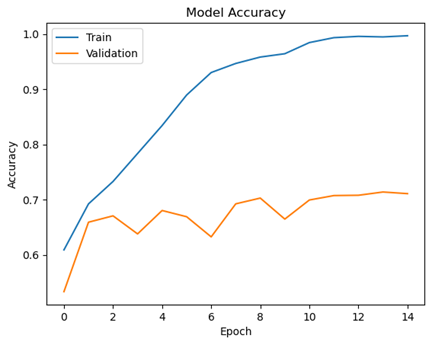 Model Accuracy
Train
Validation
1.0
0.9
0.8
0.7
0.6
Accuracy
0 2 4 6 8 10 12 14
Epoch